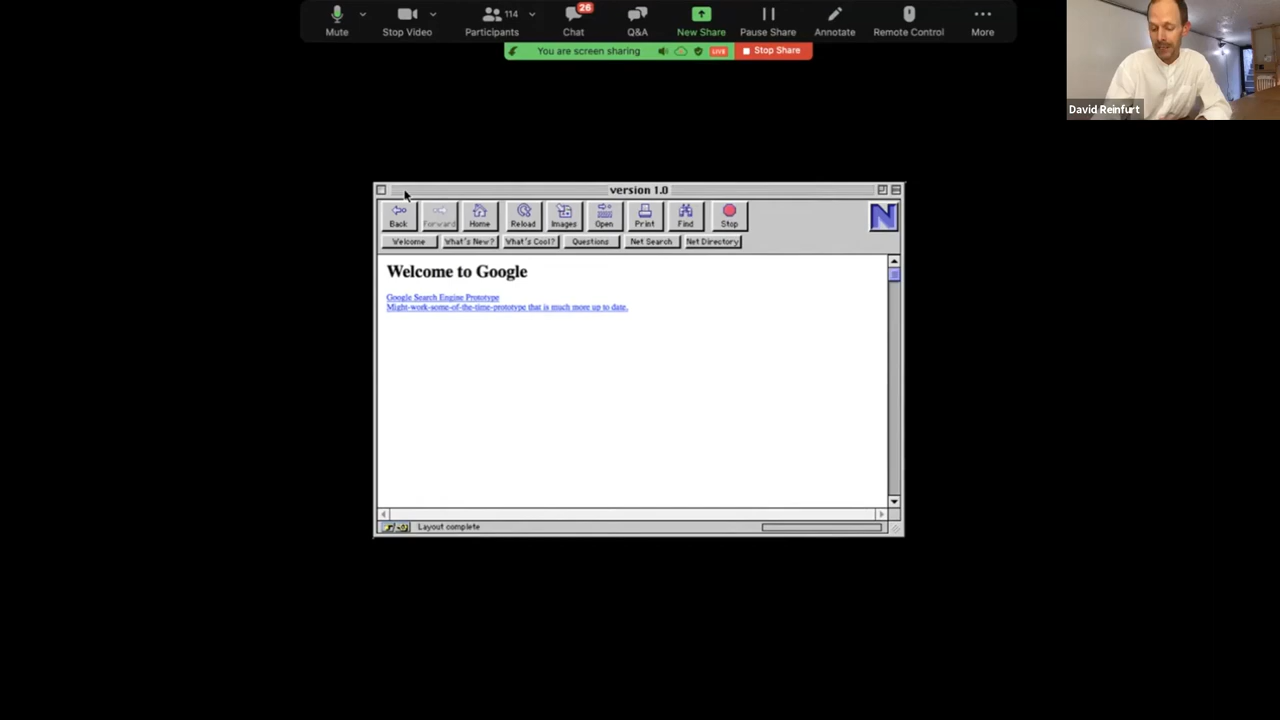 114
26
Mute
Stop Video
Participants
Chat
Q&A
New Share
Pause Share
Annotate
Remote Control
More
You are screen sharing
LIVE
Stop Share
David Reinfurt
version 1.0
Back
Forward
Home
Reload
Images
Open
Print
Find
Stop
N
Welcome
What's New?
What's Cool?
Questions
Net Search
Net Directory
Welcome to Google
Google Search Engine Prototype
Might-work-some-of-the-time-prototype that is much more up to date.
Layout complete